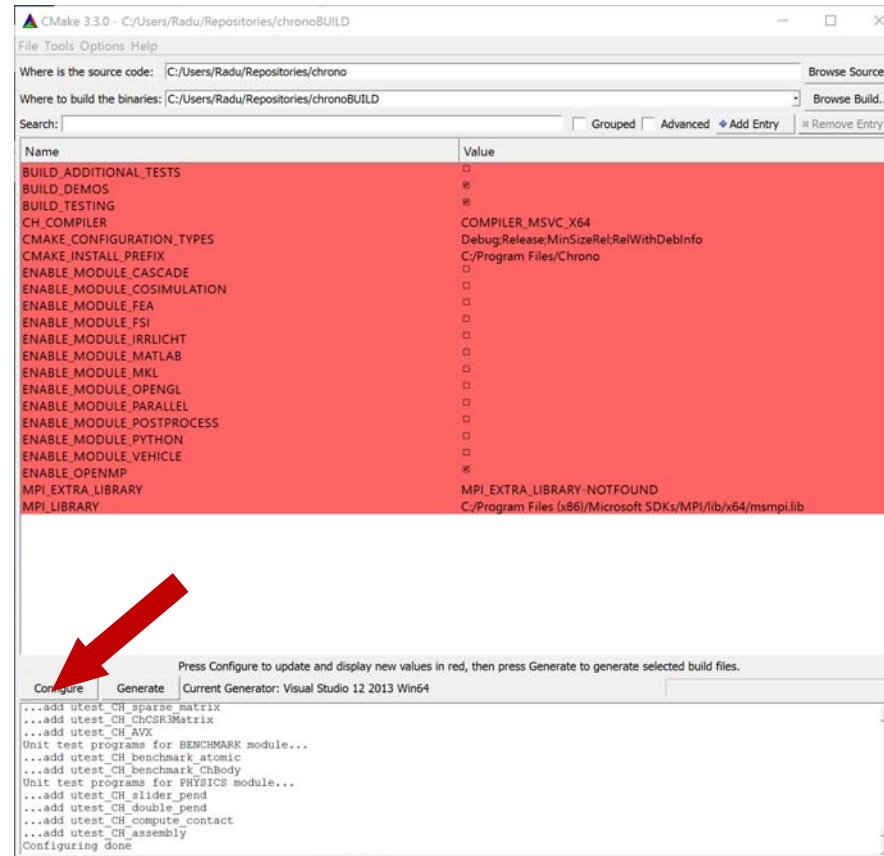 CMake 3.3.0 - C:/Users/Radu/Repositories/chronoBUILD
File Tools Options Help
Where is the source code: C:/Users/Radu/Repositories/chrono Browse Source
Where to build the binaries: C:/Users/Radu/Repositories/chronoBUILD Browse Build..
Search: Grouped Advanced Add Entry Remove Entry
Name Value
BUILD_ADDITIONAL_TESTS
BUILD_DEMOS
BUILD_TESTING
CH_COMPILER COMPILER_MSVC_X64
CMAKE_CONFIGURATION_TYPES Debug;Release;MinSizeRel;RelWithDebInfo
CMAKE_INSTALL_PREFIX C:/Program Files/Chrono
ENABLE_MODULE_CASCADE
ENABLE_MODULE_COSIMULATION
ENABLE_MODULE_FEA
ENABLE_MODULE_FSI
ENABLE_MODULE_IRRLICHT
ENABLE_MODULE_MATLAB
ENABLE_MODULE_MKL
ENABLE_MODULE_OPENGL
ENABLE_MODULE_PARALLEL
ENABLE_MODULE_POSTPROCESS
ENABLE_MODULE_PYTHON
ENABLE_MODULE_VEHICLE
ENABLE_OPENMP
MPI_EXTRA_LIBRARY MPI_EXTRA_LIBRARY-NOTFOUND
MPI_LIBRARY C:/Program Files (x86)/Microsoft SDKs/MPI/lib/x64/msmpi.lib
Press Configure to update and display new values in red, then press Generate to generate selected build files.
Configure Generate Current Generator: Visual Studio 12 2013 Win64
...add utest_CH_sparse_matrix
...add utest_CH_ChCSR3Matrix
...add utest_CH_AVX
Unit test programs for BENCHMARK module...
...add utest_CH_benchmark_atomic
...add utest_CH_benchmark_ChBody
Unit test programs for PHYSICS module...
...add utest_CH_slider_pend
...add utest_CH_double_pend
...add utest_CH_compute_contact
...add utest_CH_assembly
Configuring done